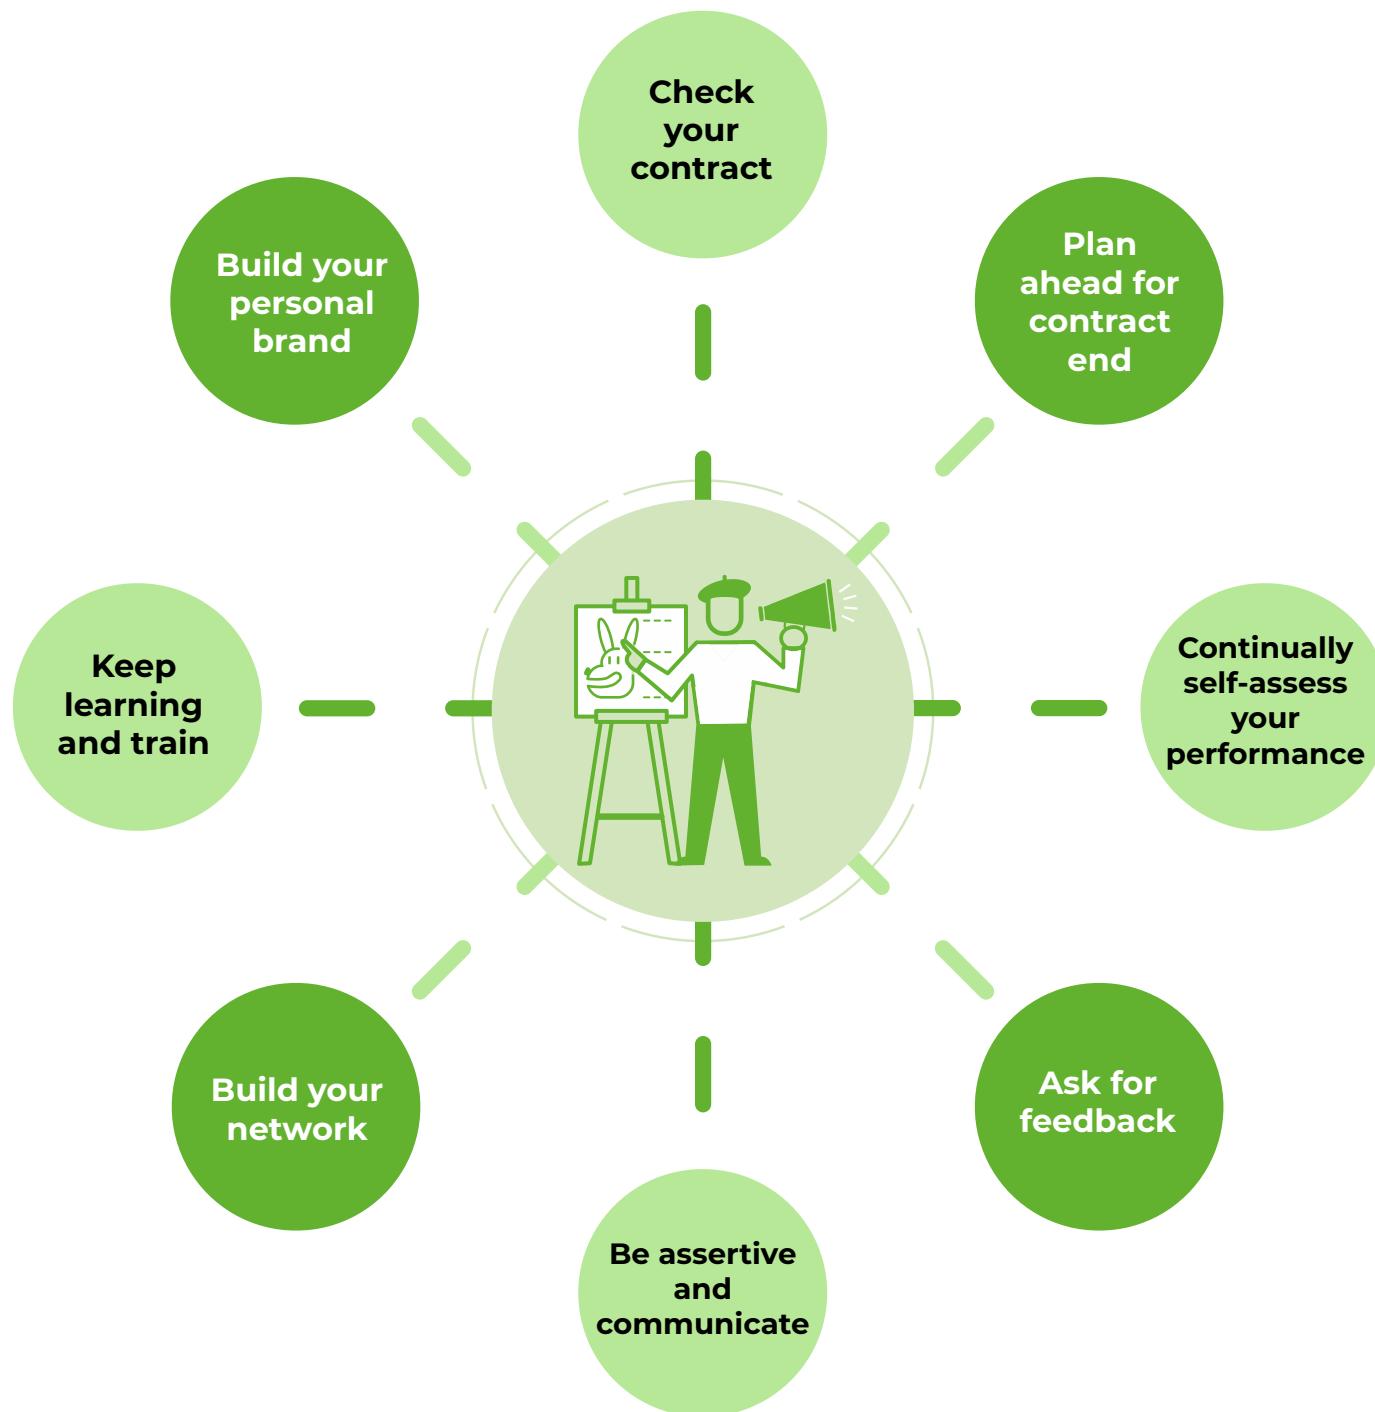 Check
your
contract
Plan
ahead for
contract
end
Continually
self-assess
your
performance
Ask for
feedback
Be assertive
and
communicate
Build your
network
Keep
learning
and train
Build your
personal
brand